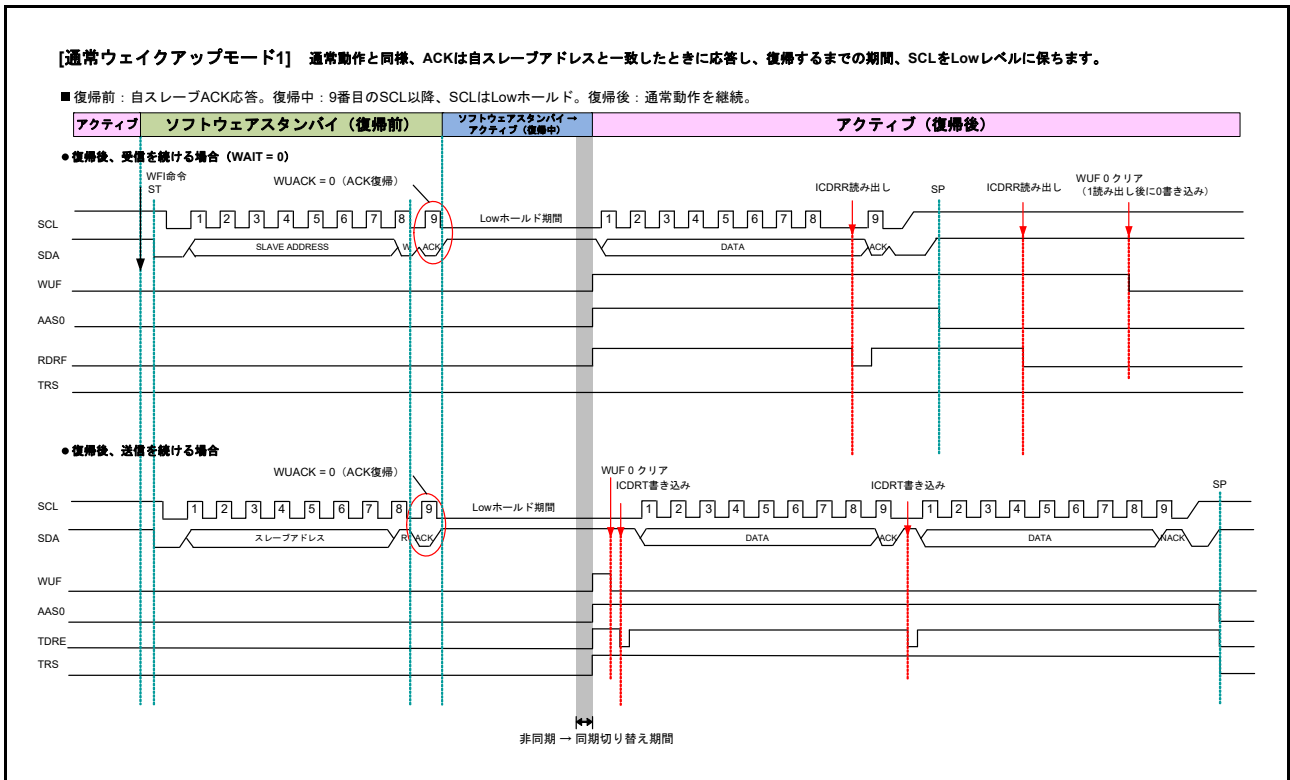 [通常ウェイクアップモード1] 通常動作と同様、ACKは自スレーブアドレスと一致したときに応答し、復帰するまでの期間、SCLをLowレベルに保ちます。
■復帰前：自スレーブACK応答。復帰中：9番目のSCL以降、SCLはLowホールド。復帰後：通常動作を継続。
アクティブ ソフトウェアスタンバイ（復帰前） ソフトウェアスタンバイ→ アクティブ（復帰後）
アクティブ（復帰中）
●復帰後、受信を続ける場合（WAIT = 0）
WFI命令
ST
WUACK = 0（ACK復帰）
ICDRR読み出し SP ICDRR読み出し WUF 0 クリア
（1読み出し後に0書き込み）
SCL 1 2 3 4 5 6 7 8 9 Lowホールド期間 1 2 3 4 5 6 7 8 9
SDA SLAVE ADDRESS W ACK DATA ACK
WUF
AAS0
RDRF
TRS
●復帰後、送信を続ける場合
WUACK = 0（ACK復帰）
WUF 0 クリア
ICDRT書き込み ICDRT書き込み SP
SCL 1 2 3 4 5 6 7 8 9 Lowホールド期間 1 2 3 4 5 6 7 8 9 1 2 3 4 5 6 7 8 9
SDA スレーブアドレス R ACK DATA ACK DATA NACK
WUF
AAS0
TDRE
TRS
非同期→同期切り替え期間